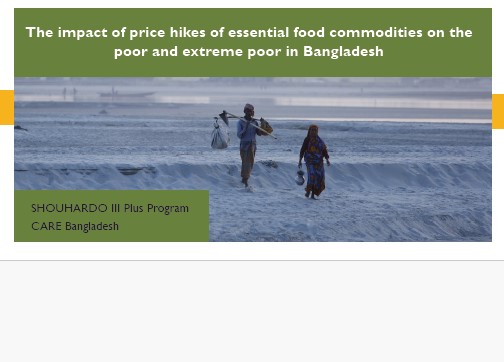 The impact of price hikes of essential food commodities on the
poor and extreme poor in Bangladesh
SHOUHARDO III Plus Program
CARE Bangladesh